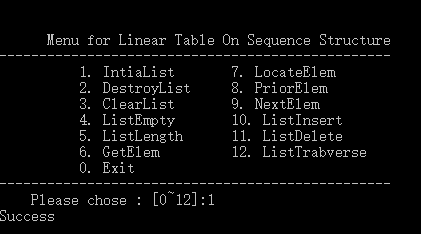 Menu for Linear Table On Sequence Structure
-------------------------------------------------
1. IntiaList 7. LocateElem
2. DestroyList 8. PriorElem
3. ClearList 9. NextElem
4. ListEmpty 10. ListInsert
5. ListLength 11. ListDelete
6. GetElem 12. ListTrabverse
0. Exit
-------------------------------------------------
Please chose : [0~12]:1
Success